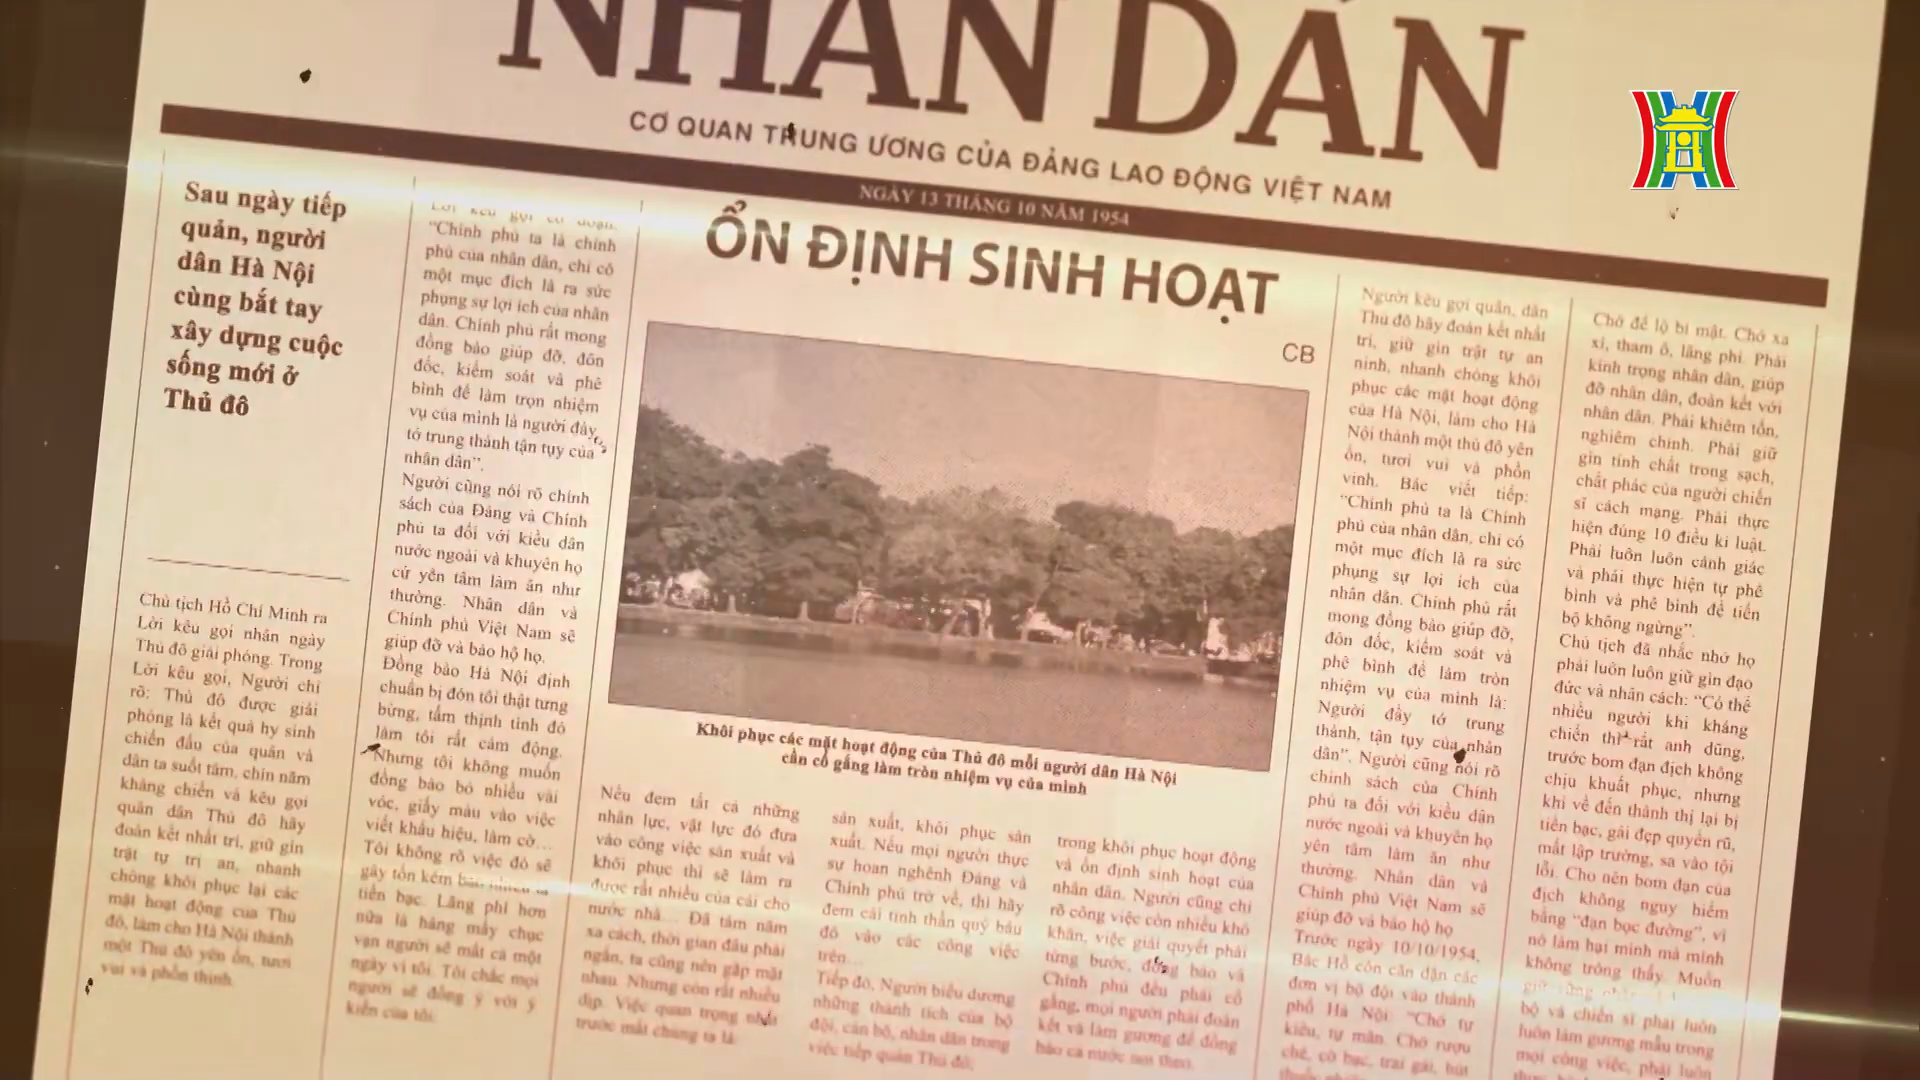 NHÂN DÂN
CƠ QUAN TRUNG ƯƠNG CỦA ĐẢNG LAO ĐỘNG VIỆT NAM
NGÀY 13 THÁNG 10 NĂM 1954
Sau ngày tiếp
quản, người
dân Hà Nội
cùng bắt tay
xây dựng cuộc
sống mới ở
Thủ đô
Chủ tịch Hồ Chí Minh ra
Lời kêu gọi nhân ngày
Thủ đô giải phóng. Trong
Lời kêu gọi, Người chỉ
rõ: Thủ đô được giải
phóng là kết quả hy sinh
chiến đấu của quân và
dân ta suốt tám, chín năm
kháng chiến và kêu gọi
quân dân Thủ đô hãy
đoàn kết nhất trí, giữ gìn
trật tự trị an, nhanh
chóng khôi phục lại các
mặt hoạt động của Thủ
đô, làm cho Hà Nội thành
một Thủ đô yên ổn, tươi
vui và phồn thịnh.
Lời kêu gọi có đoạn:
“Chính phủ ta là chính
phủ của nhân dân, chỉ có
một mục đích là ra sức
phụng sự lợi ích của nhân
dân. Chính phủ rất mong
đồng bào giúp đỡ, đôn
đốc, kiểm soát và phê
bình để làm trọn nhiệm
vụ của mình là người đầy
tớ trung thành tận tụy của
nhân dân”.
Người cũng nói rõ chính
sách của Đảng và Chính
phủ ta đối với kiều dân
nước ngoài và khuyên họ
cứ yên tâm làm ăn như
thường. Nhân dân và
Chính phủ Việt Nam sẽ
giúp đỡ và bảo hộ họ.
Đồng bào Hà Nội định
chuẩn bị đón tôi thật tưng
bừng, tấm thịnh tình đó
làm tôi rất cảm động.
Nhưng tôi không muốn
đồng bào bỏ nhiều vải
vóc, giấy màu vào việc
viết khẩu hiệu, làm cờ…
Tôi không rõ việc đó sẽ
gây tốn kém bao nhiêu
tiền bạc. Lãng phí hơn
nữa là hàng mấy chục
vạn người sẽ mất cả một
ngày vì tôi. Tôi chắc mọi
người sẽ đồng ý với ý
kiến của tôi.
ỔN ĐỊNH SINH HOẠT
CB
Khôi phục các mặt hoạt động của Thủ đô mỗi người dân Hà Nội
cần cố gắng làm tròn nhiệm vụ của mình
Nếu đem tất cả những
nhân lực, vật lực đó đưa
vào công việc sản xuất và
khôi phục thì sẽ làm ra
được rất nhiều của cải cho
nước nhà… Đã tám năm
xa cách, thời gian đâu phải
ngắn, ta cũng nên gặp mặt
nhau. Nhưng còn rất nhiều
dịp. Việc quan trọng nhất
trước mắt chúng ta là:
sản xuất, khôi phục sản
xuất. Nếu mọi người thực
sự hoan nghênh Đảng và
Chính phủ trở về, thì hãy
đem cái tinh thần quý báu
đó vào các công việc
trên…
Tiếp đó, Người biểu dương
những thành tích của bộ
đội, cán bộ, nhân dân trong
việc tiếp quản Thủ đô,
trong khôi phục hoạt động
và ổn định sinh hoạt của
nhân dân. Người cũng chỉ
rõ công việc còn nhiều khó
khăn, việc giải quyết phải
từng bước, đồng bào và
Chính phủ đều phải cố
gắng, mọi người phải đoàn
kết và làm gương để đồng
bào cả nước noi theo.
Người kêu gọi quân, dân
Thủ đô hãy đoàn kết nhất
trí, giữ gìn trật tự an
ninh, nhanh chóng khôi
phục các mặt hoạt động
của Hà Nội, làm cho Hà
Nội thành một thủ đô yên
ổn, tươi vui và phồn
vinh. Bác viết tiếp:
“Chính phủ ta là Chính
phủ của nhân dân, chỉ có
một mục đích là ra sức
phụng sự lợi ích của
nhân dân. Chính phủ rất
mong đồng bào giúp đỡ,
đôn đốc, kiểm soát và
phê bình để làm tròn
nhiệm vụ của mình là:
Người đầy tớ trung
thành, tận tụy của nhân
dân”. Người cũng nói rõ
chính sách của Chính
phủ ta đối với kiều dân
nước ngoài và khuyên họ
yên tâm làm ăn như
thường. Nhân dân và
Chính phủ Việt Nam sẽ
giúp đỡ và bảo hộ họ
Trước ngày 10/10/1954,
Bác Hồ còn căn dặn các
đơn vị bộ đội vào thành
phố Hà Nội: “Chớ tự
kiêu, tự mãn. Chớ rượu
chè, cờ bạc, trai gái, hút
Chớ để lộ bí mật. Chớ xa
xỉ, tham ô, lãng phí. Phải
kính trọng nhân dân, giúp
đỡ nhân dân, đoàn kết với
nhân dân. Phải khiêm tốn,
nghiêm chỉnh. Phải giữ
gìn tính chất trong sạch,
chất phác của người chiến
sĩ cách mạng. Phải thực
hiện đúng 10 điều kỉ luật.
Phải luôn luôn cảnh giác
và phải thực hiện tự phê
bình và phê bình để tiến
bộ không ngừng”.
Chủ tịch đã nhắc nhở họ
phải luôn luôn giữ gìn đạo
đức và nhân cách: “Có thể
nhiều người khi kháng
chiến thì rất anh dũng,
trước bom đạn địch không
chịu khuất phục, nhưng
khi về đến thành thị lại bị
tiền bạc, gái đẹp quyến rũ,
mất lập trường, sa vào tội
lỗi. Cho nên bom đạn của
địch không nguy hiểm
bằng “đạn bọc đường”, vì
nó làm hại mình mà mình
không trông thấy. Muốn
giữ vững
bộ và chiến sĩ phải luôn
luôn làm gương mẫu trong
mọi công việc, phải luôn